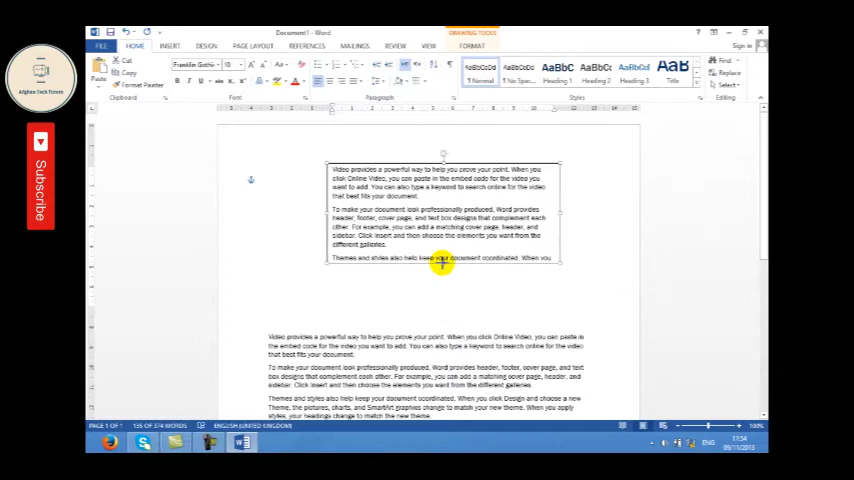 Document1 - Word
DRAWING TOOLS
Sign in
FILE HOME INSERT DESIGN PAGE LAYOUT REFERENCES MAILINGS REVIEW VIEW FORMAT
Paste
Cut
Copy
Format Painter
Franklin Gothic
10
AaBbCcDd
¶ Normal
AaBbCcDd
¶ No Spac...
AaBbC
Heading 1
AaBbCc
Heading 2
AaBbCc
Heading 3
AaB
Title
Find
Replace
Select
Clipboard
Font
Paragraph
Styles
Editing
Afghan Tech Tutors
Subscribe
Video provides a powerful way to help you prove your point. When you
click Online Video, you can paste in the embed code for the video you
want to add. You can also type a keyword to search online for the video
that best fits your document.
To make your document look professionally produced, Word provides
header, footer, cover page, and text box designs that complement each
other. For example, you can add a matching cover page, header, and
sidebar. Click Insert and then choose the elements you want from the
different galleries.
Themes and styles also help keep your document coordinated. When you
Video provides a powerful way to help you prove your point. When you click Online Video, you can paste in
the embed code for the video you want to add. You can also type a keyword to search online for the video
that best fits your document.
To make your document look professionally produced, Word provides header, footer, cover page, and text
box designs that complement each other. For example, you can add a matching cover page, header, and
sidebar. Click Insert and then choose the elements you want from the different galleries.
Themes and styles also help keep your document coordinated. When you click Design and choose a new
Theme, the pictures, charts, and SmartArt graphics change to match your new theme. When you apply
styles, your headings change to match the new theme.
PAGE 1 OF 1 135 OF 374 WORDS ENGLISH (UNITED KINGDOM) 100%
ENG
11:54
09/11/2013